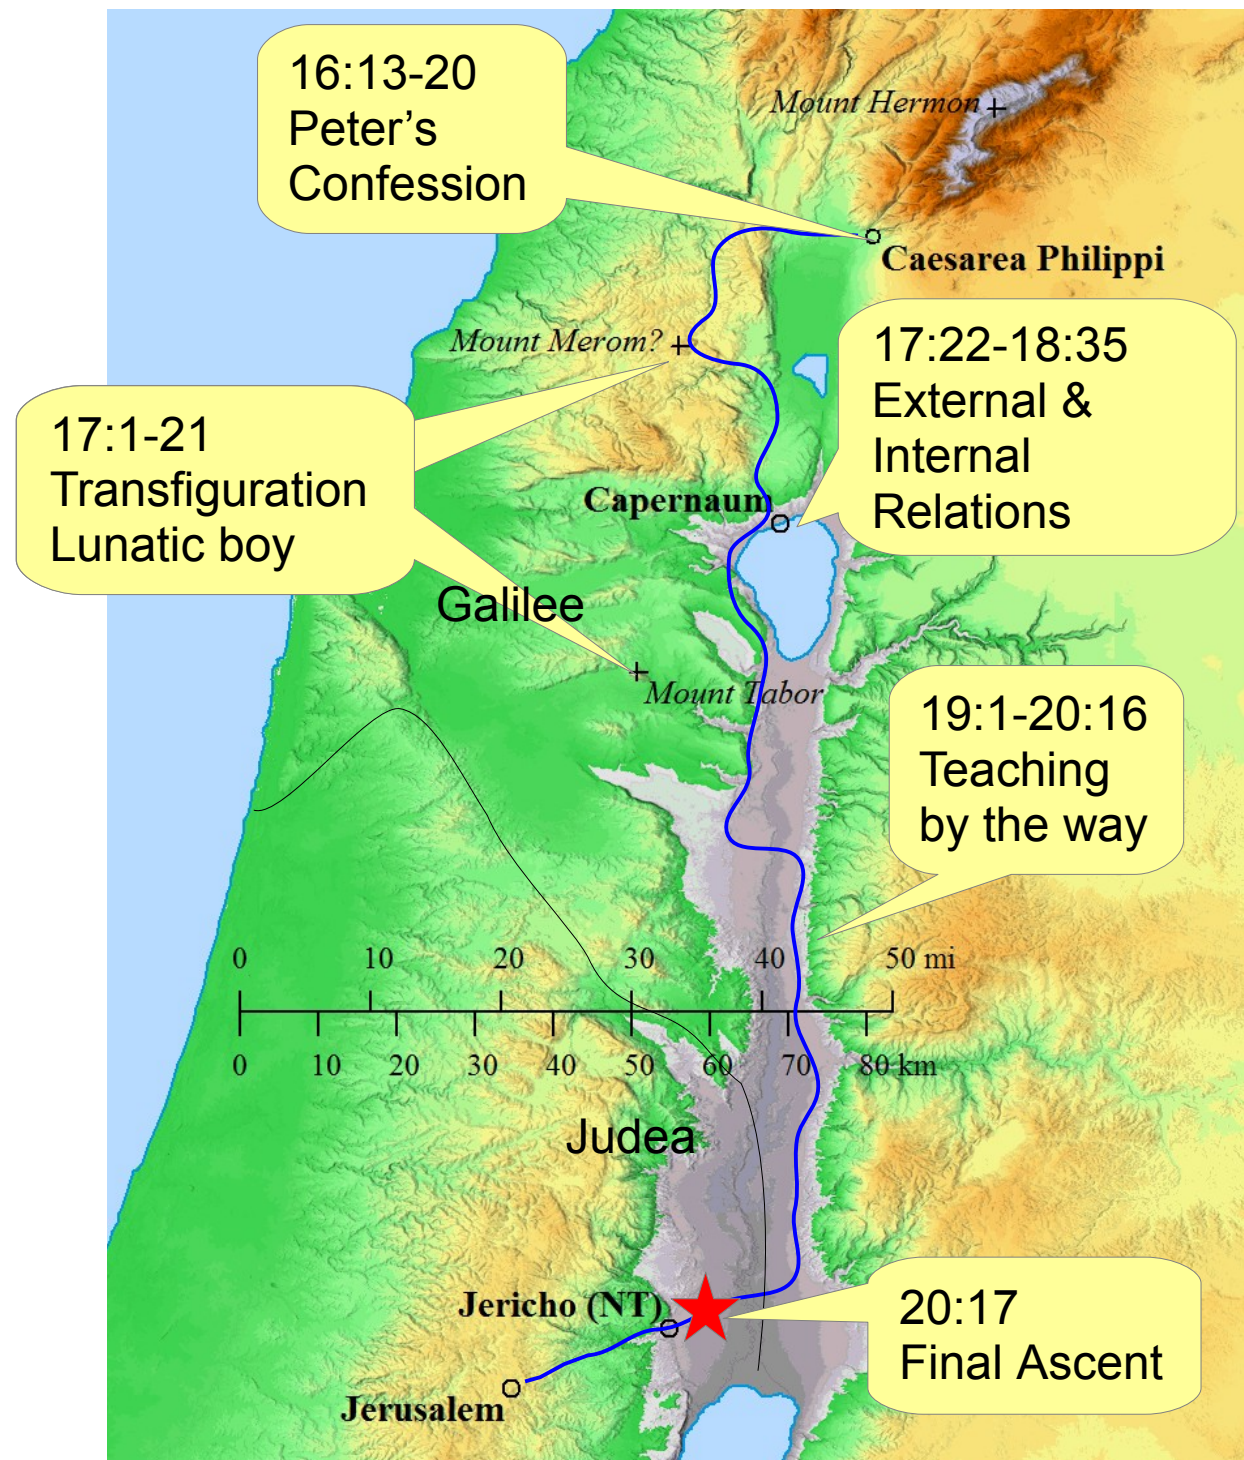 16:13-20
Peter’s
Confession
Mount Hermon
Caesarea Philippi
Mount Merom?
17:22-18:35
External &
Internal
Relations
17:1-21
Transfiguration
Lunatic boy
Capernaum
Galilee
Mount Tabor
19:1-20:16
Teaching
by the way
0 10 20 30 40 50 mi
0 10 20 30 40 50 60 70 80 km
Judea
Jericho (NT)
20:17
Final Ascent
Jerusalem